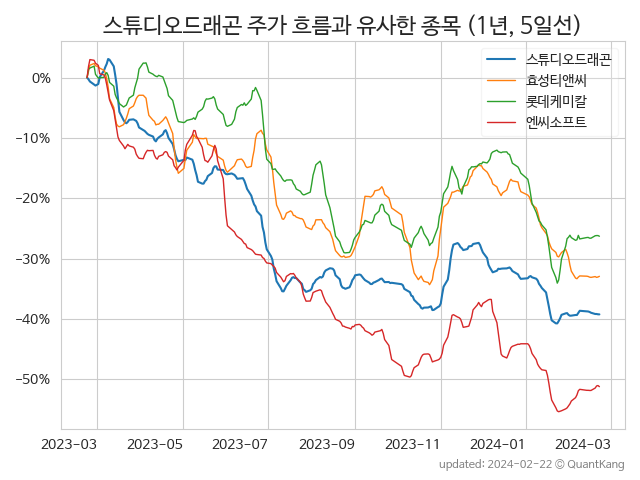 스튜디오드래곤 주가 흐름과 유사한 종목 (1년, 5일선)
스튜디오드래곤
효성티앤씨
롯데케미칼
엔씨소프트
0%
−10%
−20%
−30%
−40%
−50%
2023-03 2023-05 2023-07 2023-09 2023-11 2024-01 2024-03
updated: 2024-02-22 © QuantKang